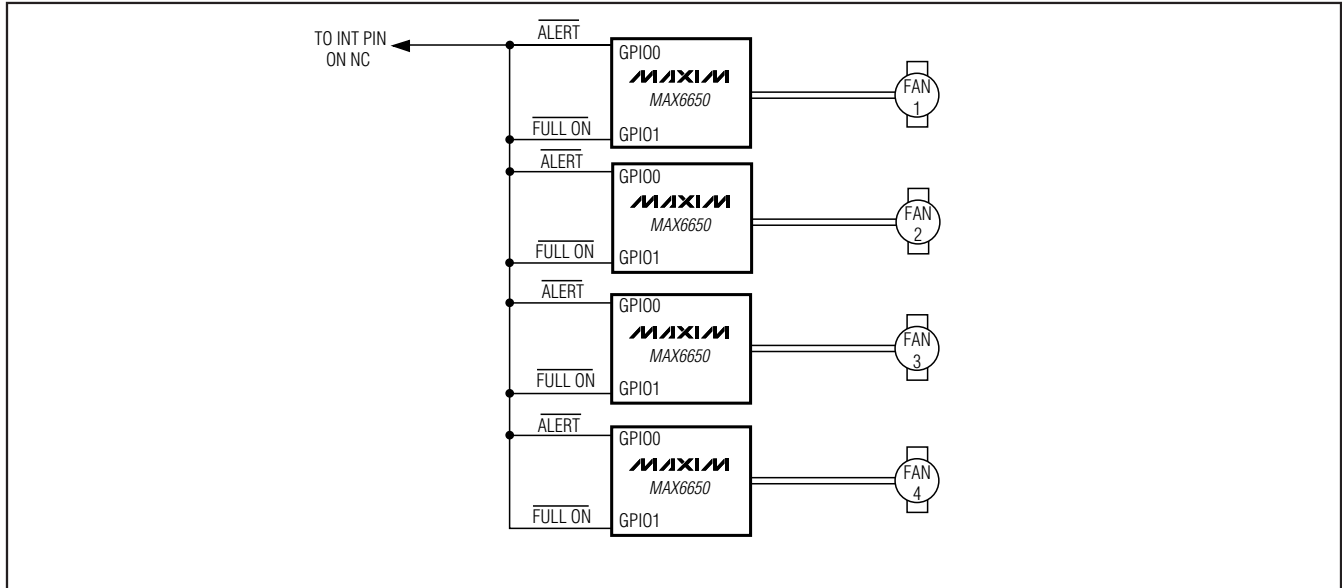 TO INT PIN
ON NC
ALERT
GPIO0
MAXIM
MAX6650
FULL ON
GPIO1
FAN
1
ALERT
GPIO0
MAXIM
MAX6650
FULL ON
GPIO1
FAN
2
ALERT
GPIO0
MAXIM
MAX6650
FULL ON
GPIO1
FAN
3
ALERT
GPIO0
MAXIM
MAX6650
FULL ON
GPIO1
FAN
4